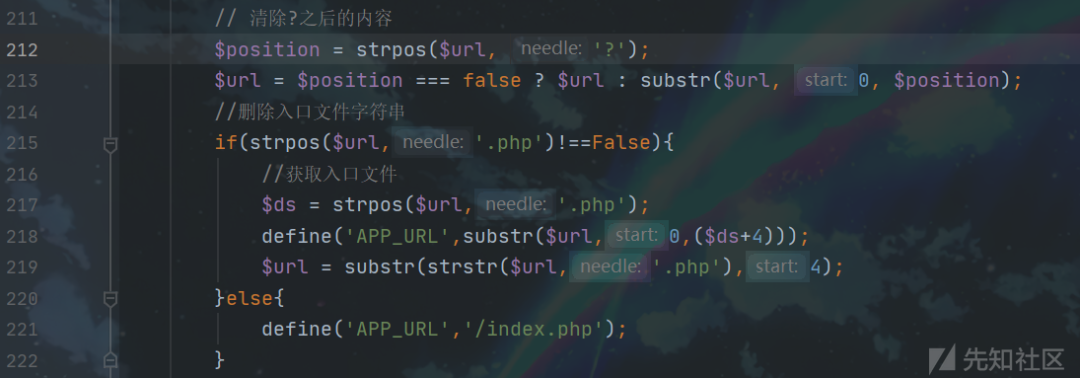 211 // 清除?之后的内容
212 $position = strpos($url, needle: '?');
213 $url = $position === false ? $url : substr($url, start: 0, $position);
214 //删除入口文件字符串
215 if(strpos($url, needle: '.php')!==False){
216 //获取入口文件
217 $ds = strpos($url, needle: '.php');
218 define('APP_URL',substr($url, start: 0,($ds+4)));
219 $url = substr(strstr($url, needle: '.php'), start: 4);
220 }else{
221 define('APP_URL','/index.php');
222 }
先知社区